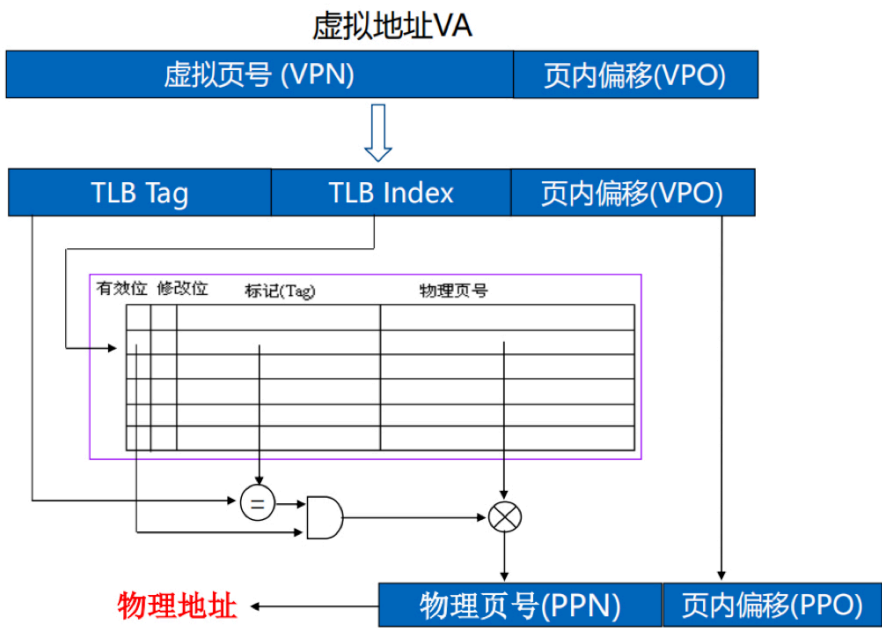 虚拟地址VA
虚拟页号 (VPN) 页内偏移(VPO)
TLB Tag TLB Index 页内偏移(VPO)
有效位 修改位 标记(Tag) 物理页号
=
物理地址 物理页号(PPN) 页内偏移(PPO)